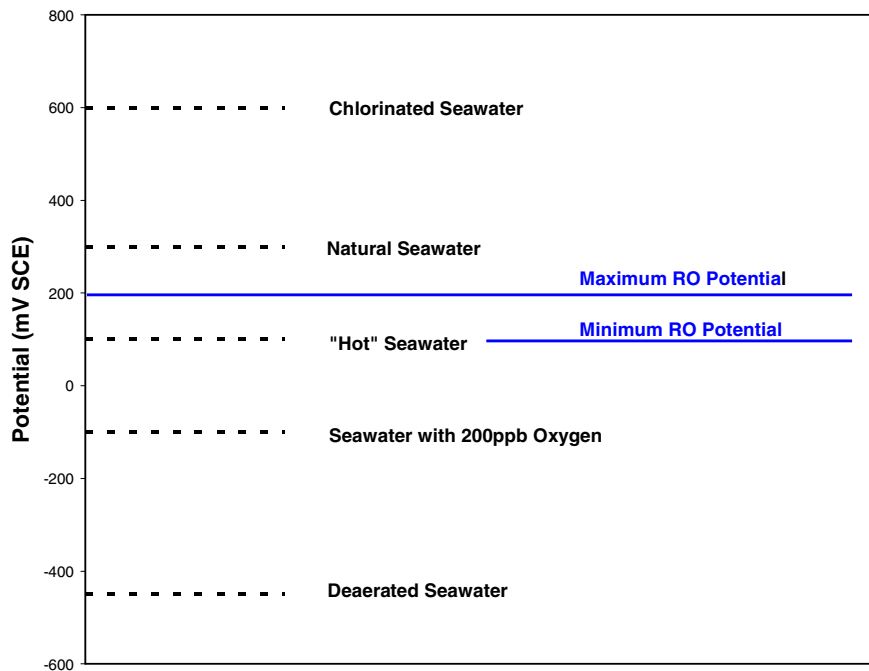 800
600
400
200
0
-200
-400
-600
Potential (mV SCE)
Chlorinated Seawater
Natural Seawater
Maximum RO Potential
Minimum RO Potential
"Hot" Seawater
Seawater with 200ppb Oxygen
Deaerated Seawater